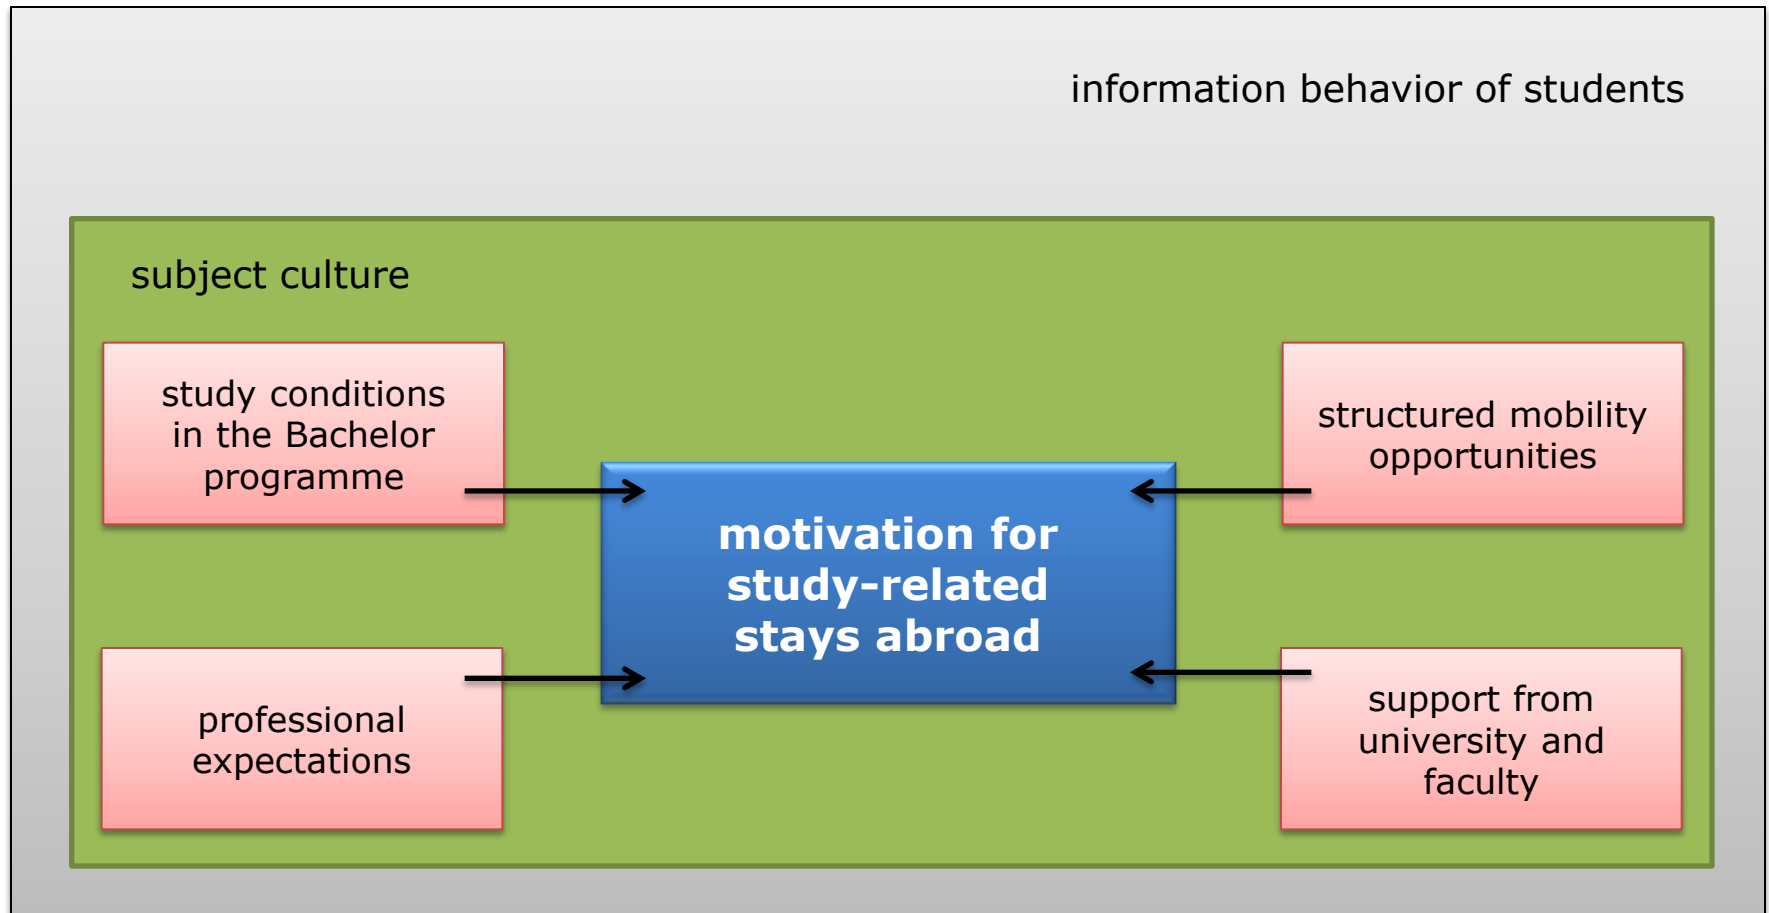 information behavior of students
subject culture
study conditions
in the Bachelor
programme
structured mobility
opportunities
motivation for
study-related
stays abroad
professional
expectations
support from
university and
faculty